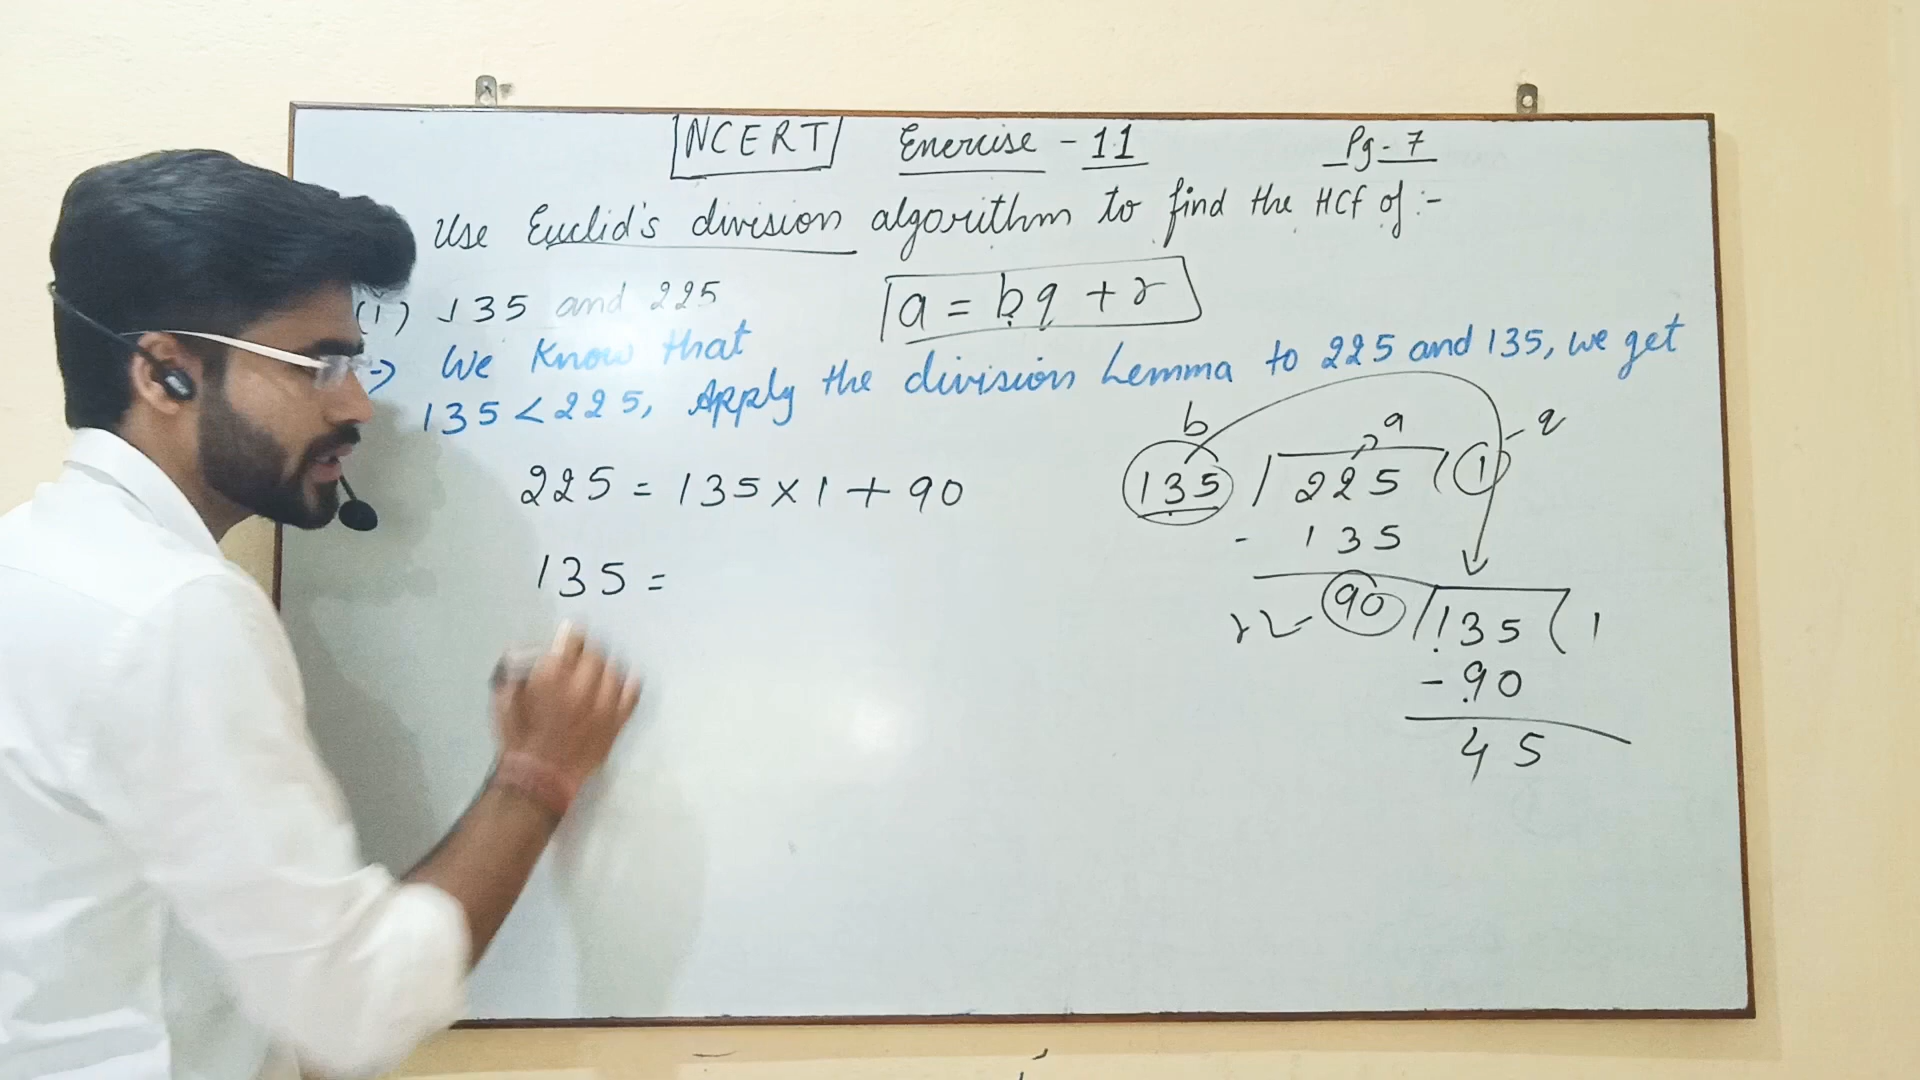 NCERT Exercise - 1.1 Pg - 7
Use Euclid's division algorithm to find the HCf of :-
(i) 135 and 225
a = bq + r
-> We Know that
135 < 225, Apply the division Lemma to 225 and 135, we get
225 = 135 × 1 + 90
135 =
b a q
135 ) 225 ( 1
- 135
r 90 ) 135 ( 1
- 90
45